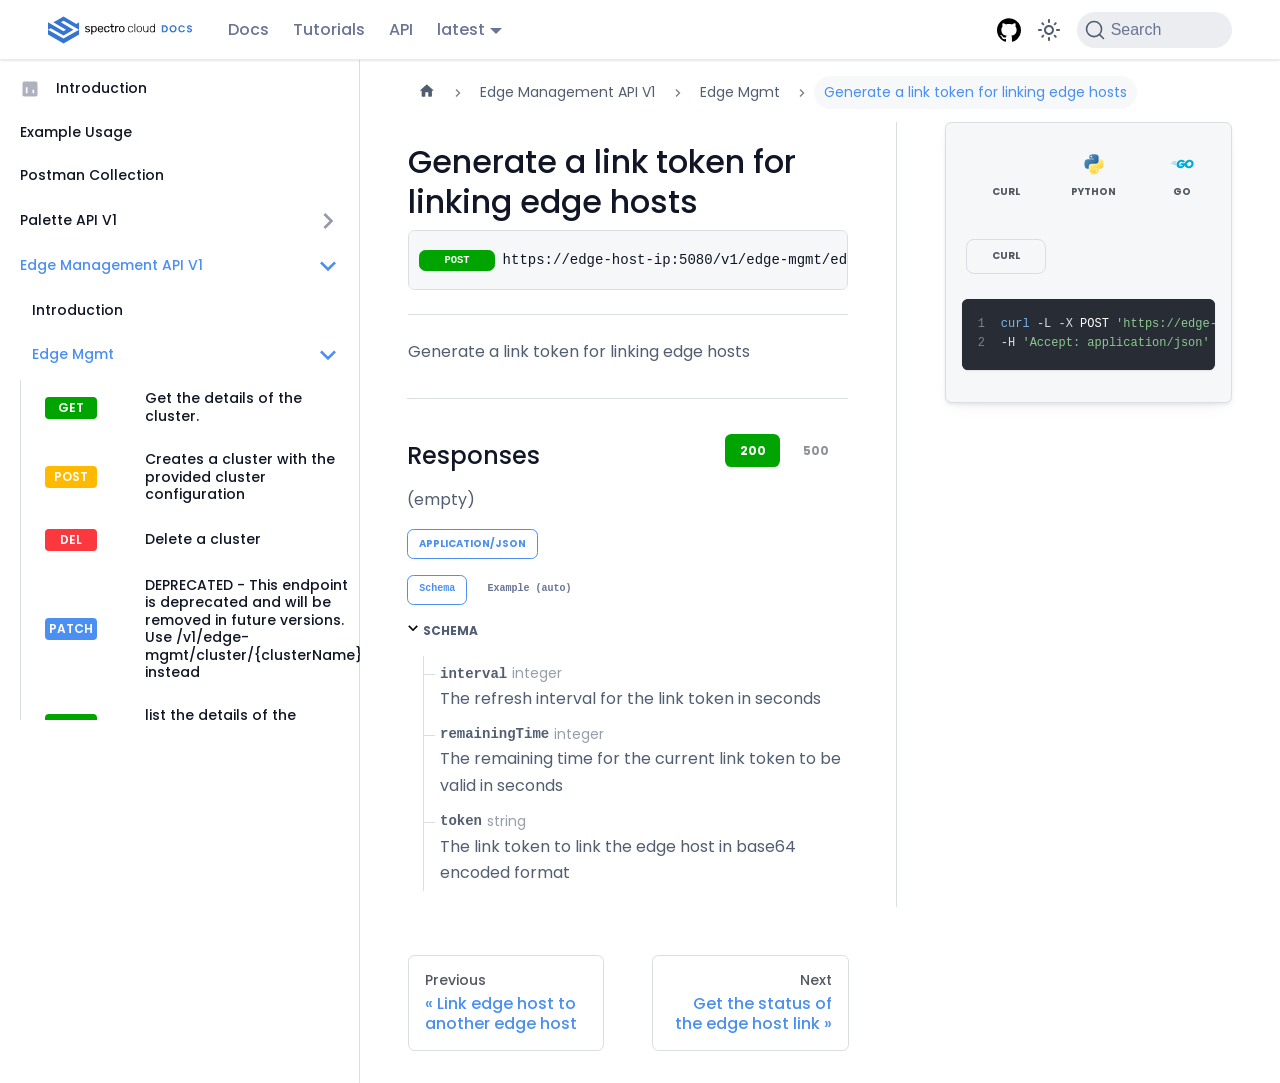 spectro cloud DOCS
Docs
Tutorials
API
latest
Search
Introduction
Example Usage
Postman Collection
Palette API V1
Edge Management API V1
Introduction
Edge Mgmt
GET
Get the details of the
cluster.
POST
Creates a cluster with the
provided cluster
configuration
DEL
Delete a cluster
PATCH
DEPRECATED - This endpoint
is deprecated and will be
removed in future versions.
Use /v1/edge-
mgmt/cluster/{clusterName}
instead
list the details of the
Edge Management API V1
Edge Mgmt
Generate a link token for linking edge hosts
Generate a link token for
linking edge hosts
POST
https://edge-host-ip:5080/v1/edge-mgmt/ed
Generate a link token for linking edge hosts
Responses
200
500
(empty)
APPLICATION/JSON
Schema
Example (auto)
SCHEMA
interval integer
The refresh interval for the link token in seconds
remainingTime integer
The remaining time for the current link token to be
valid in seconds
token string
The link token to link the edge host in base64
encoded format
CURL
PYTHON
GO
GO
CURL
1 curl -L -X POST 'https://edge-
2 -H 'Accept: application/json'
Previous
« Link edge host to
another edge host
Next
Get the status of
the edge host link »